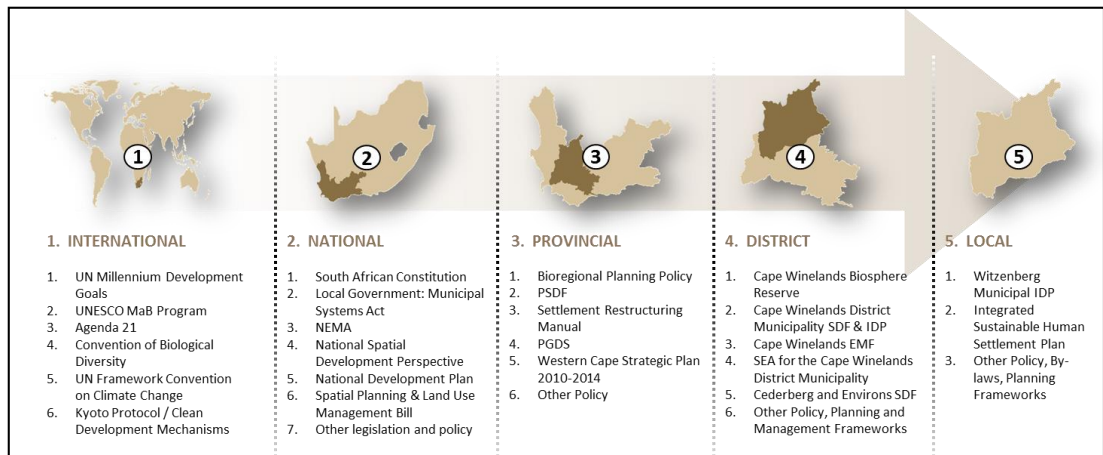 1
2
3
4
5
1. INTERNATIONAL
1. UN Millennium Development
Goals
2. UNESCO MaB Program
3. Agenda 21
4. Convention of Biological
Diversity
5. UN Framework Convention
on Climate Change
6. Kyoto Protocol / Clean
Development Mechanisms
2. NATIONAL
1. South African Constitution
2. Local Government: Municipal
Systems Act
3. NEMA
4. National Spatial
Development Perspective
5. National Development Plan
6. Spatial Planning & Land Use
Management Bill
7. Other legislation and policy
3. PROVINCIAL
1. Bioregional Planning Policy
2. PSDF
3. Settlement Restructuring
Manual
4. PGDS
5. Western Cape Strategic Plan
2010-2014
6. Other Policy
4. DISTRICT
1. Cape Winelands Biosphere
Reserve
2. Cape Winelands District
Municipality SDF & IDP
3. Cape Winelands EMF
4. SEA for the Cape Winelands
District Municipality
5. Cederberg and Environs SDF
6. Other Policy, Planning and
Management Frameworks
5. LOCAL
1. Witzenberg
Municipal IDP
2. Integrated
Sustainable Human
Settlement Plan
3. Other Policy, By-
laws, Planning
Frameworks